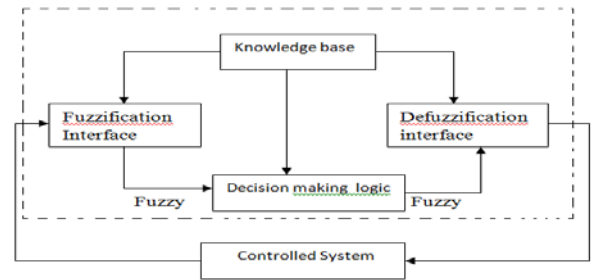 Knowledge base
Fuzzification
Interface
Defuzzification
interface
Decision making logic
Fuzzy
Fuzzy
Controlled System